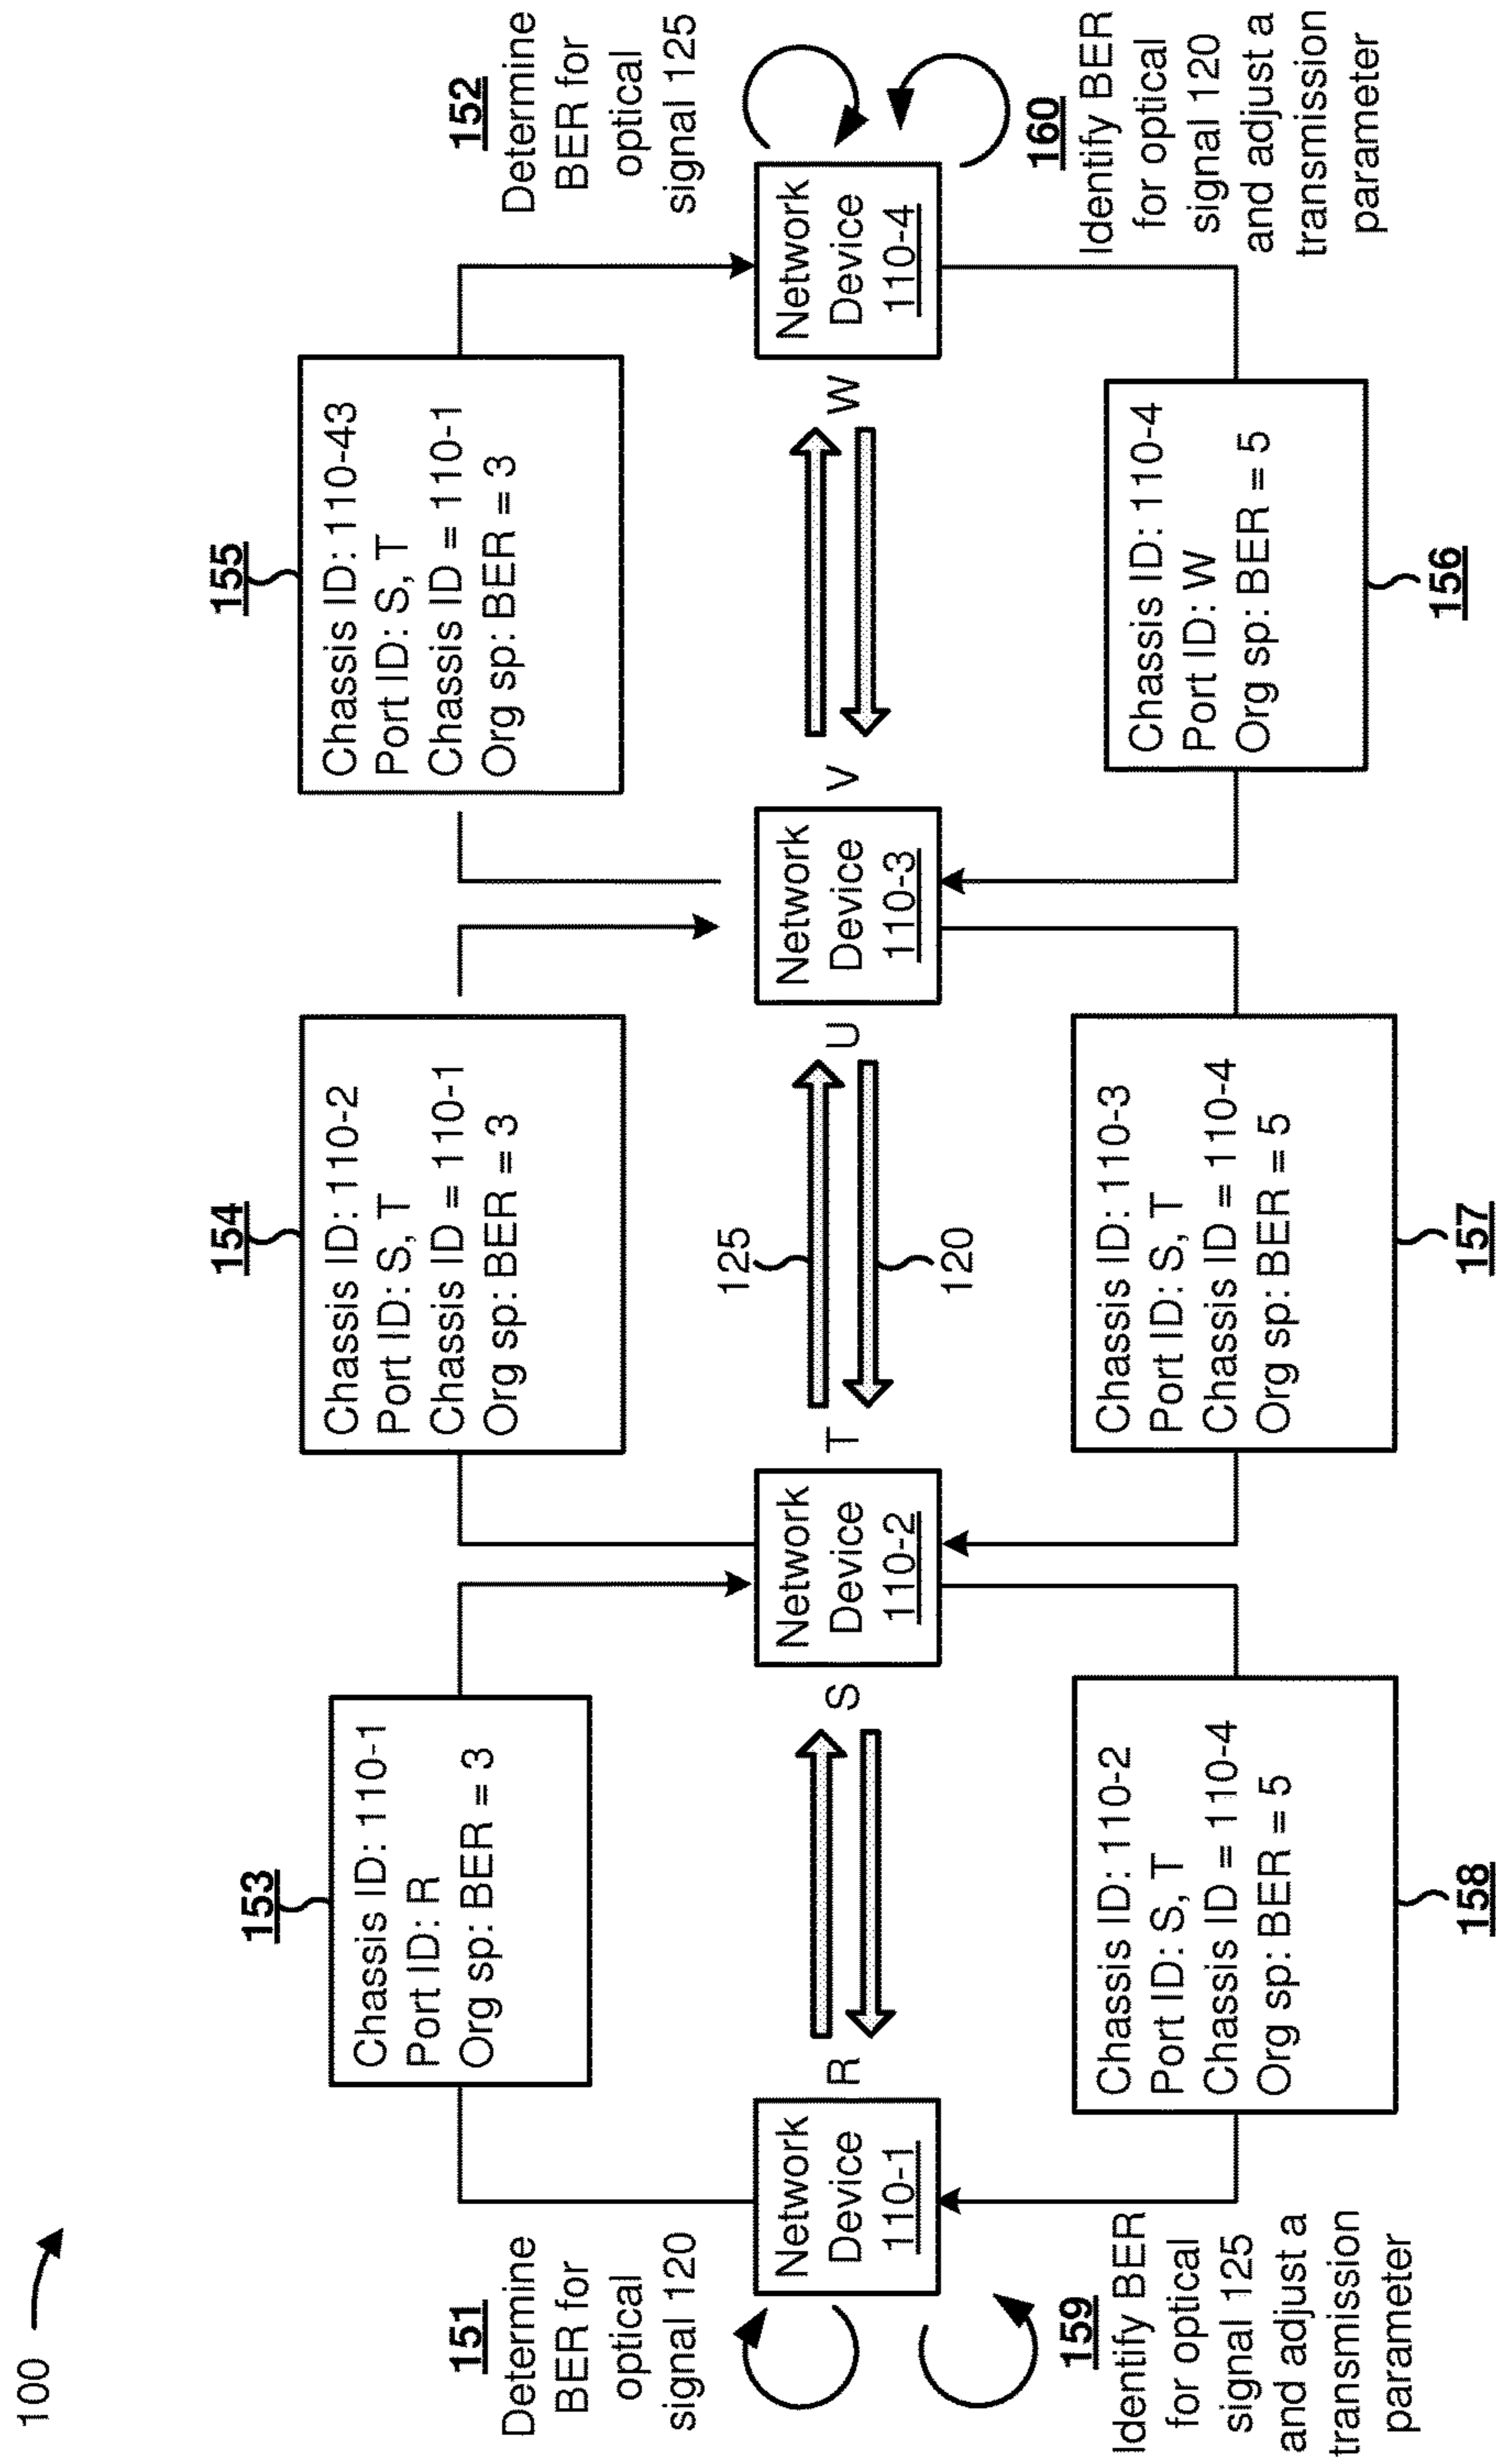 100
153
Chassis ID: 110-1
Port ID: R
Org sp: BER = 3
154
Chassis ID: 110-2
Port ID: S, T
Chassis ID = 110-1
Org sp: BER = 3
155
Chassis ID: 110-43
Port ID: S, T
Chassis ID = 110-1
Org sp: BER = 3
151
Determine
BER for
optical
signal 120
152
Determine
BER for
optical
signal 125
Network
Device
110-1
R
S
Network
Device
110-2
T
125
120
U
Network
Device
110-3
V
W
Network
Device
110-4
159
Identify BER
for optical
signal 125
and adjust a
transmission
parameter
160
Identify BER
for optical
signal 120
and adjust a
transmission
parameter
Chassis ID: 110-2
Port ID: S, T
Chassis ID = 110-4
Org sp: BER = 5
158
Chassis ID: 110-3
Port ID: S, T
Chassis ID = 110-4
Org sp: BER = 5
157
Chassis ID: 110-4
Port ID: W
Org sp: BER = 5
156